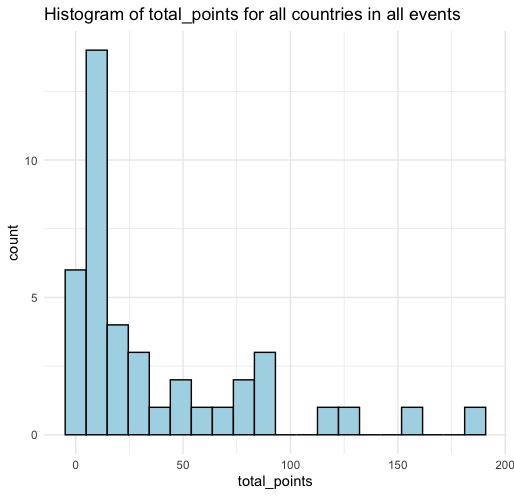 Histogram of total_points for all countries in all events
10
5
0
count
0 50 100 150 200
total_points